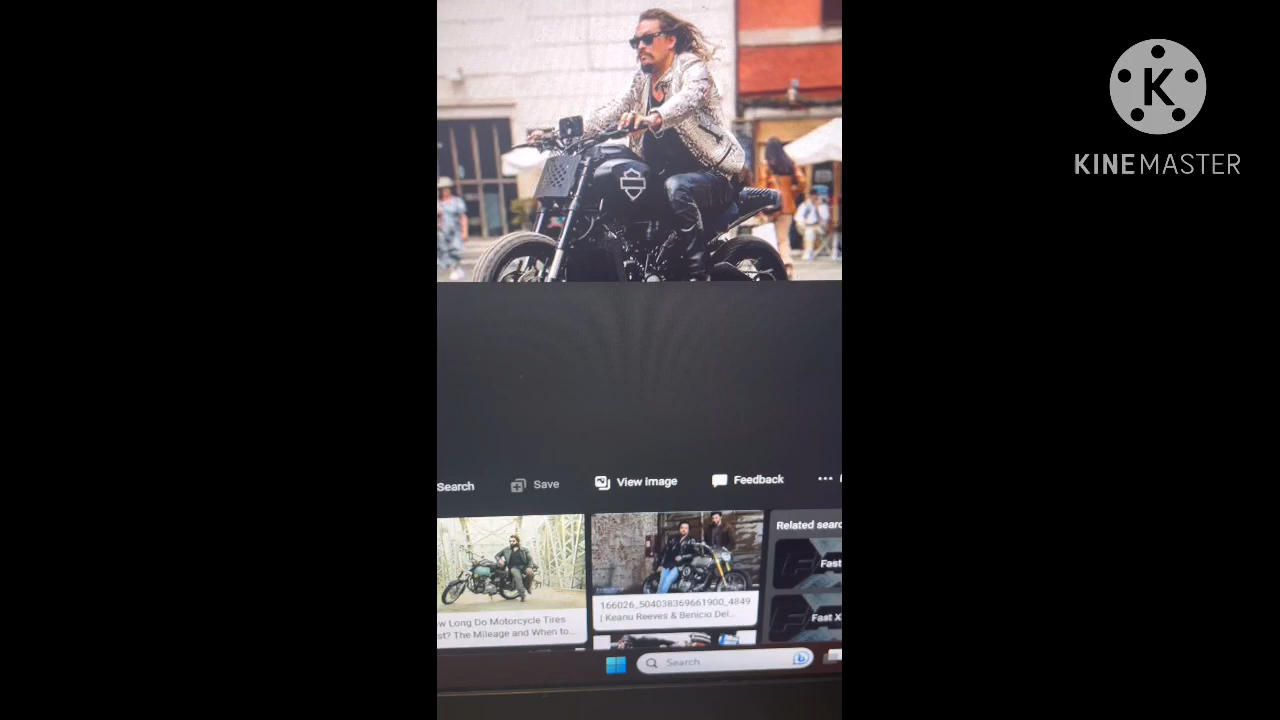 KINEMASTER
Search
Save
View image
Feedback
Related searc
Fast
Fast X
w Long Do Motorcycle Tires
st? The Mileage and When to...
166026_504038369661900_4849
| Keanu Reeves & Benicio Del...
Search